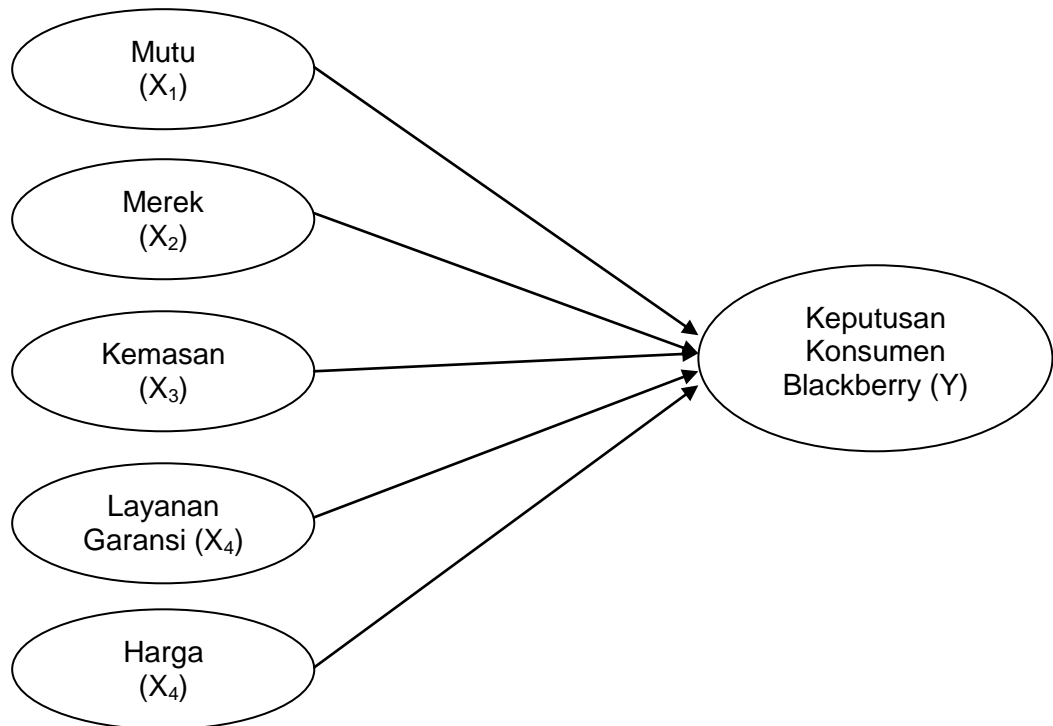 Mutu
(X₁)
Merek
(X₂)
Kemasan
(X₃)
Layanan
Garansi (X₄)
Harga
(X₄)
Keputusan
Konsumen
Blackberry (Y)